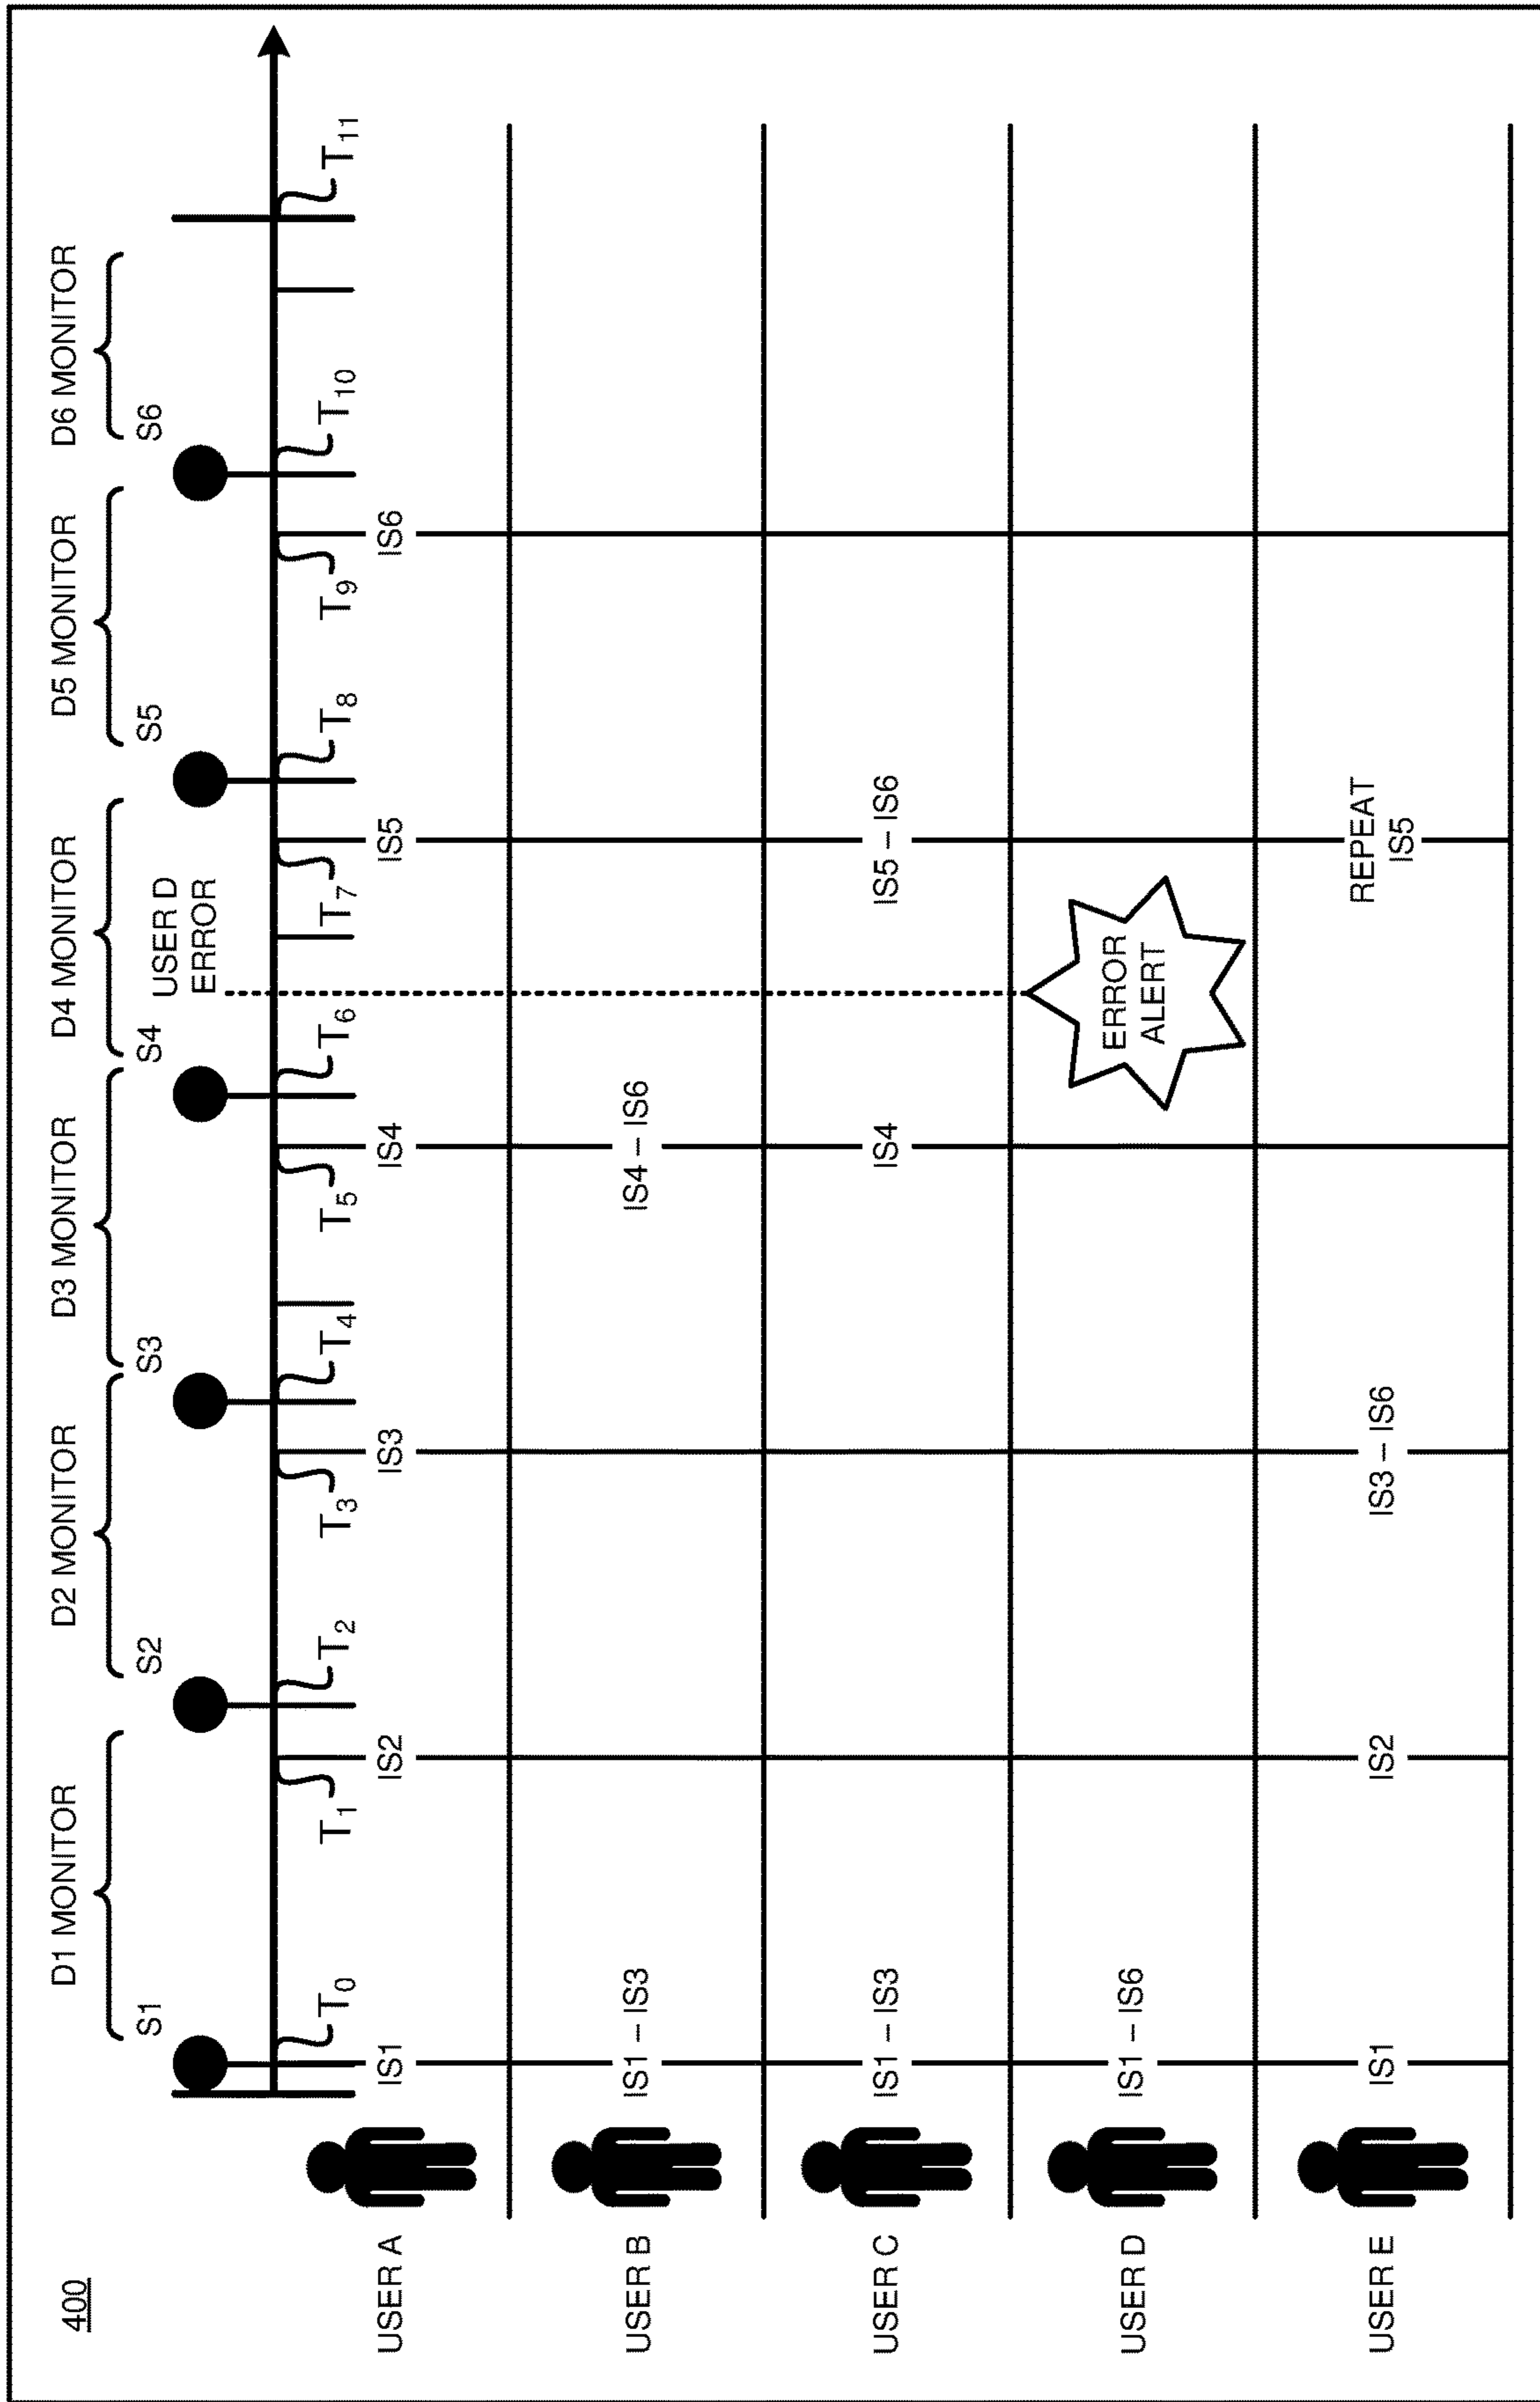 400
D1 MONITOR
D2 MONITOR
D3 MONITOR
D4 MONITOR
D5 MONITOR
D6 MONITOR
S1
S2
S3
S4
S5
S6
USER D
ERROR
T0
T1
T2
T3
T4
T5
T6
T7
T8
T9
T10
T11
USER A
IS1
IS2
IS3
IS4
IS5
IS6
USER B
IS1 – IS3
IS4 – IS6
USER C
IS1 – IS3
IS4
IS5 – IS6
USER D
IS1 – IS6
ERROR
ALERT
USER E
IS1
IS2
IS3 – IS6
REPEAT
IS5